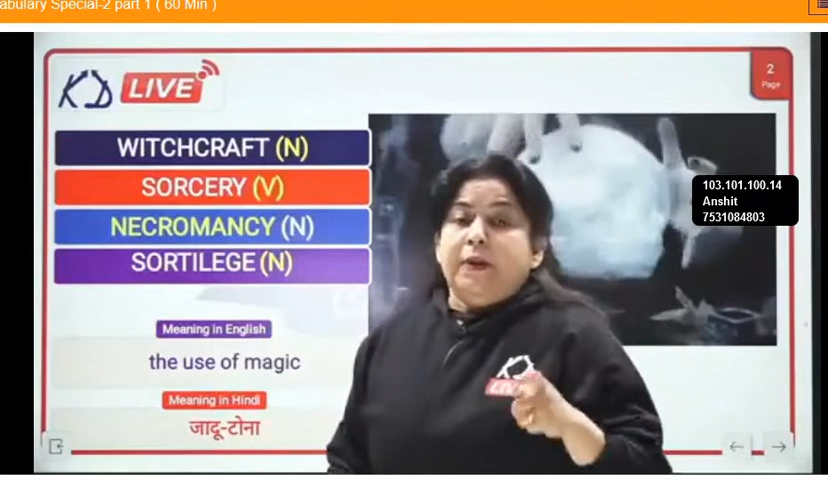 abulary Special-2 part 1 ( 60 Min )
KD LIVE
2
Page
WITCHCRAFT (N)
SORCERY (V)
NECROMANCY (N)
SORTILEGE (N)
103.101.100.14
Anshit
7531084803
Meaning in English
the use of magic
Meaning in Hindi
जादू-टोना
KD
LIVE